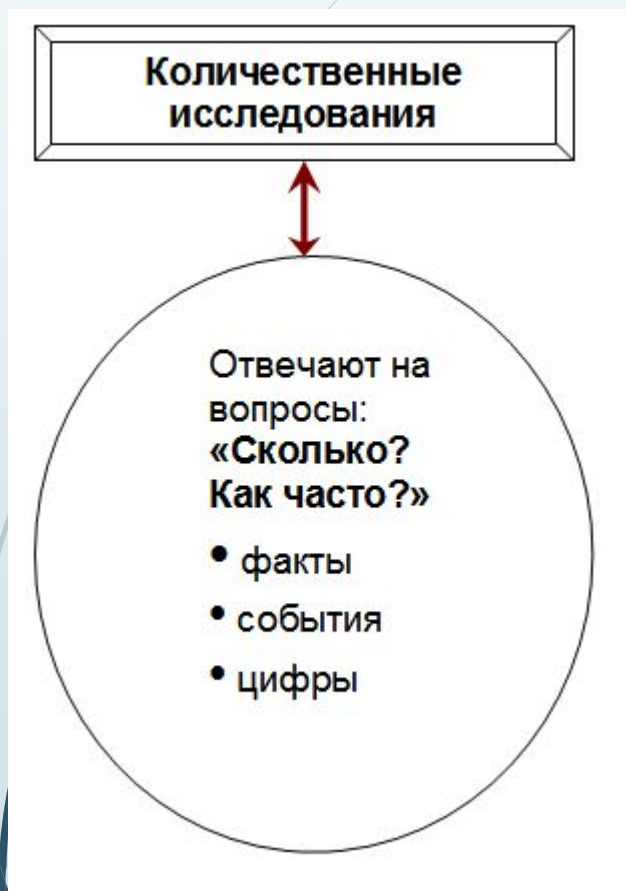 Количественные
исследования
Отвечают на
вопросы:
«Сколько?
Как часто?»
• факты
• события
• цифры